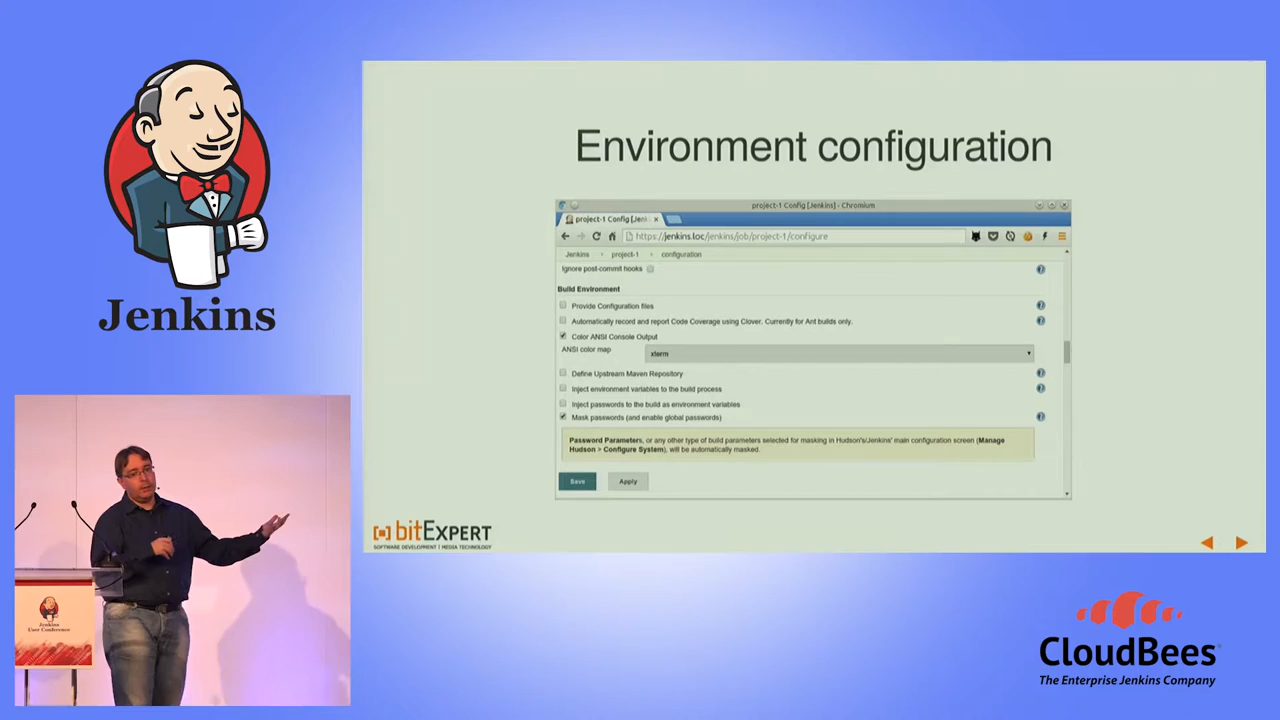 Jenkins
Environment configuration
project-1 Config [Jenkins] - Chromium
project-1 Config [Jenk
https://jenkins.loc/jenkins/job/project-1/configure
Jenkins project-1 configuration
Ignore post-commit hooks
Build Environment
Provide Configuration files
Automatically record and report Code Coverage using Clover. Currently for Ant builds only.
Color ANSI Console Output
ANSI color map
xterm
Define Upstream Maven Repository
Inject environment variables to the build process
Inject passwords to the build as environment variables
Mask passwords (and enable global passwords)
Password Parameters, or any other type of build parameters selected for masking in Hudson's/Jenkins' main configuration screen (Manage
Hudson > Configure System), will be automatically masked.
Save Apply
bitExpert
SOFTWARE DEVELOPMENT | MEDIA TECHNOLOGY
Jenkins
User Conference
CloudBees
The Enterprise Jenkins Company